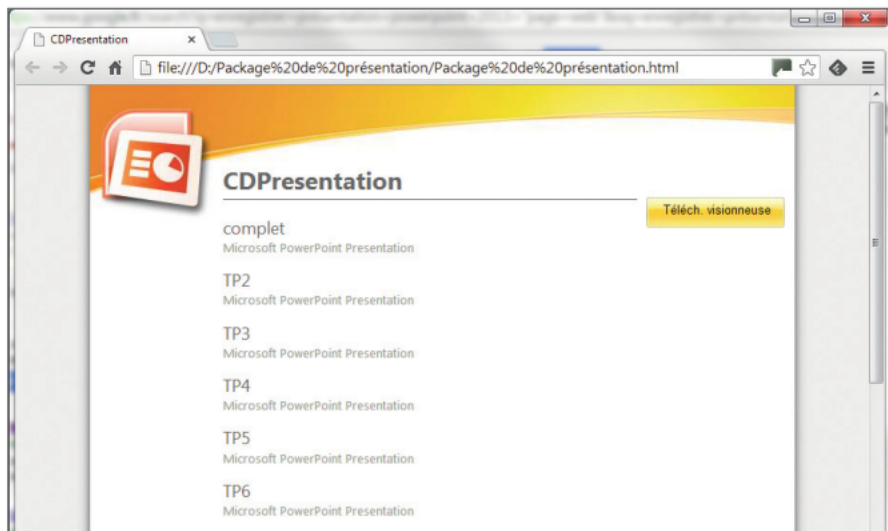 CDPresentation
file:///D:/Package%20de%20présentation/Package%20de%20présentation.html
CDPresentation
Téléch. visionneuse
complet
Microsoft PowerPoint Presentation
TP2
Microsoft PowerPoint Presentation
TP3
Microsoft PowerPoint Presentation
TP4
Microsoft PowerPoint Presentation
TP5
Microsoft PowerPoint Presentation
TP6
Microsoft PowerPoint Presentation